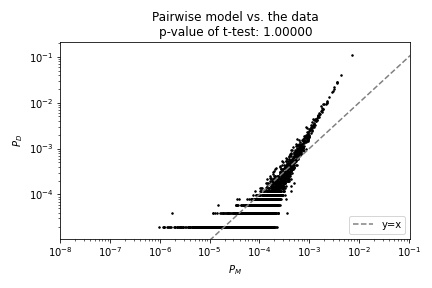 Pairwise model vs. the data
p-value of t-test: 1.00000
P_D
10⁻¹
10⁻²
10⁻³
10⁻⁴
y=x
10⁻⁸ 10⁻⁷ 10⁻⁶ 10⁻⁵ 10⁻⁴ 10⁻³ 10⁻² 10⁻¹
P_M